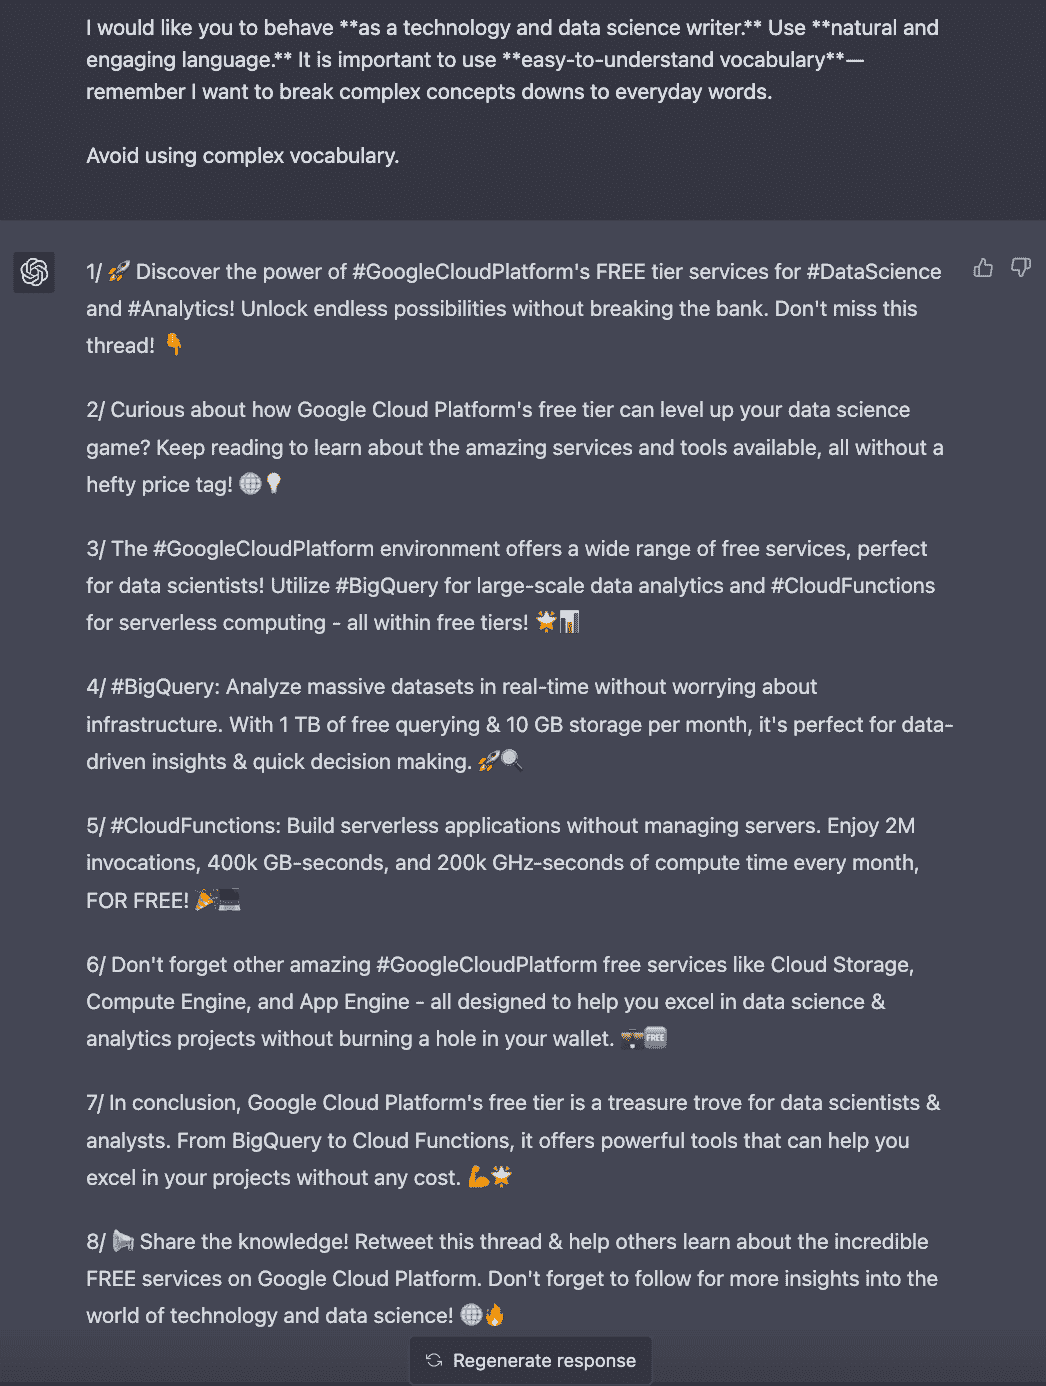 I would like you to behave **as a technology and data science writer.** Use **natural and
engaging language.** It is important to use **easy-to-understand vocabulary**—
remember I want to break complex concepts downs to everyday words.
Avoid using complex vocabulary.
1/ 🚀 Discover the power of #GoogleCloudPlatform's FREE tier services for #DataScience
and #Analytics! Unlock endless possibilities without breaking the bank. Don't miss this
thread! 👇
2/ Curious about how Google Cloud Platform's free tier can level up your data science
game? Keep reading to learn about the amazing services and tools available, all without a
hefty price tag! 🌐💡
3/ The #GoogleCloudPlatform environment offers a wide range of free services, perfect
for data scientists! Utilize #BigQuery for large-scale data analytics and #CloudFunctions
for serverless computing - all within free tiers! 🌟📊
4/ #BigQuery: Analyze massive datasets in real-time without worrying about
infrastructure. With 1 TB of free querying & 10 GB storage per month, it's perfect for data-
driven insights & quick decision making. 🚀🔍
5/ #CloudFunctions: Build serverless applications without managing servers. Enjoy 2M
invocations, 400k GB-seconds, and 200k GHz-seconds of compute time every month,
FOR FREE! 🎉💻
6/ Don't forget other amazing #GoogleCloudPlatform free services like Cloud Storage,
Compute Engine, and App Engine - all designed to help you excel in data science &
analytics projects without burning a hole in your wallet. 🆓
7/ In conclusion, Google Cloud Platform's free tier is a treasure trove for data scientists &
analysts. From BigQuery to Cloud Functions, it offers powerful tools that can help you
excel in your projects without any cost. 💪🌟
8/ 📣 Share the knowledge! Retweet this thread & help others learn about the incredible
FREE services on Google Cloud Platform. Don't forget to follow for more insights into the
world of technology and data science! 🌐🔥
Regenerate response